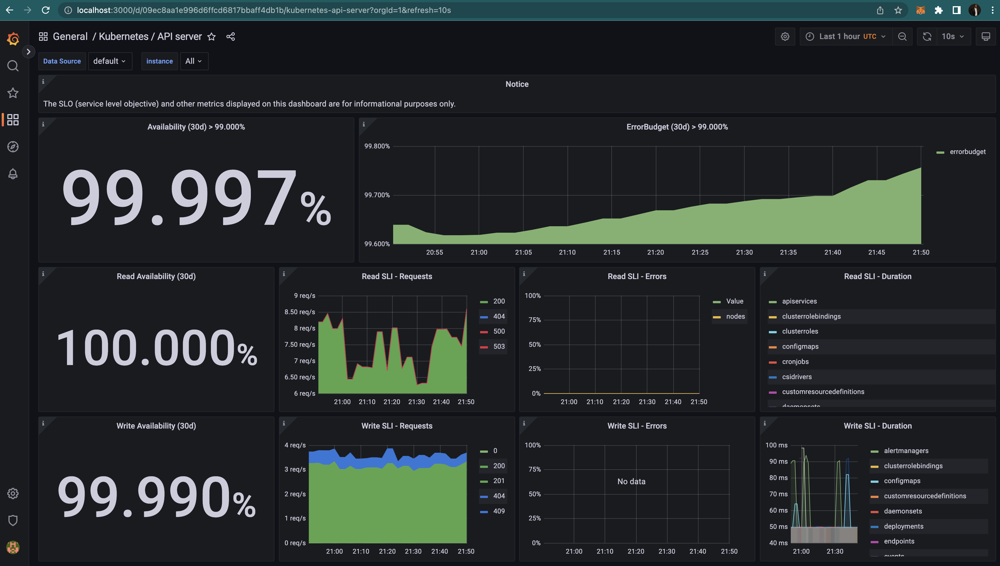 localhost:3000/d/09ec8aa1e996d6ffcd6817bbaff4db1b/kubernetes-api-server?orgId=1&refresh=10s
General / Kubernetes / API server
Last 1 hour UTC
10s
Data Source default instance All
Notice
The SLO (service level objective) and other metrics displayed on this dashboard are for informational purposes only.
Availability (30d) > 99.000%
99.997%
ErrorBudget (30d) > 99.000%
99.800%
99.700%
99.600%
20:55 21:00 21:05 21:10 21:15 21:20 21:25 21:30 21:35 21:40 21:45 21:50
errorbudget
Read Availability (30d)
100.000%
Read SLI - Requests
9 req/s
8.50 req/s
8 req/s
7.50 req/s
7 req/s
6.50 req/s
6 req/s
21:00 21:10 21:20 21:30 21:40 21:50
200
404
500
503
Read SLI - Errors
100%
75%
50%
25%
0%
21:00 21:10 21:20 21:30 21:40 21:50
Value
nodes
Read SLI - Duration
apiservices
clusterrolebindings
clusterroles
configmaps
cronjobs
csidrivers
customresourcedefinitions
daemonsets
Write Availability (30d)
99.990%
Write SLI - Requests
4 req/s
3 req/s
2 req/s
1 req/s
0 req/s
21:00 21:10 21:20 21:30 21:40 21:50
0
200
201
404
409
Write SLI - Errors
100%
75%
50%
25%
0%
No data
21:00 21:10 21:20 21:30 21:40 21:50
Write SLI - Duration
100 ms
90 ms
80 ms
70 ms
60 ms
50 ms
40 ms
21:00 21:30
alertmanagers
clusterrolebindings
configmaps
customresourcedefinitions
daemonsets
deployments
endpoints
events